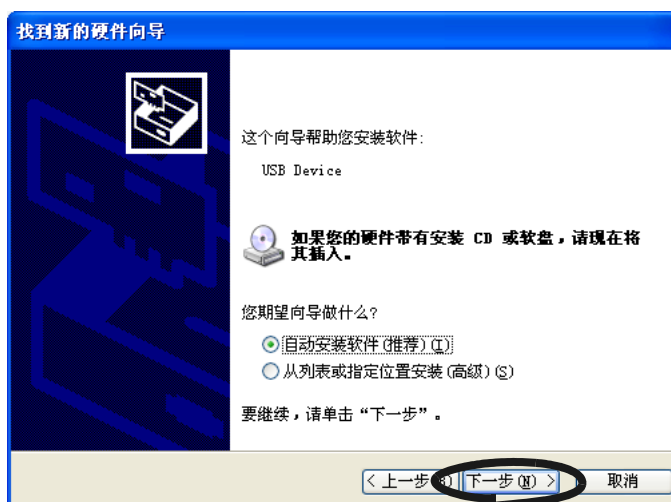 找到新的硬件向导
这个向导帮助您安装软件:
USB Device
如果您的硬件带有安装 CD 或软盘，请现在将
其插入。
您期望向导做什么?
自动安装软件(推荐)(I)
从列表或指定位置安装(高级)(S)
要继续，请单击“下一步”。
< 上一步(B) 下一步(N) > 取消